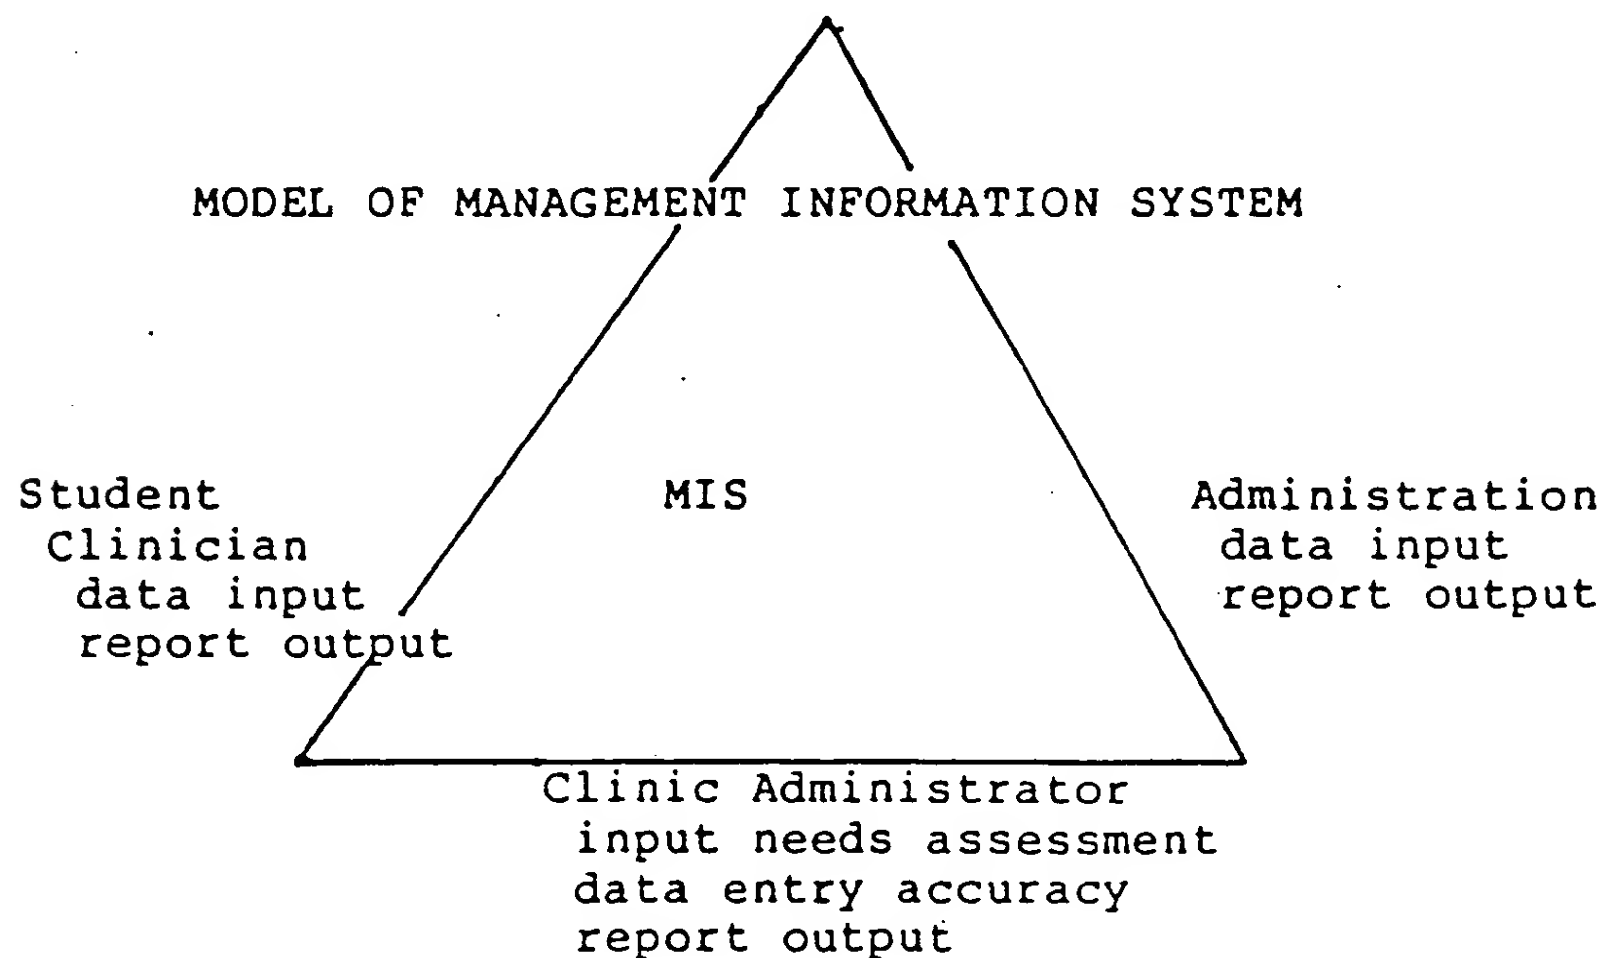 MODEL OF MANAGEMENT INFORMATION SYSTEM
Student
Clinician
data input
report output
MIS
Administration
data input
report output
Clinic Administrator
input needs assessment
data entry accuracy
report output